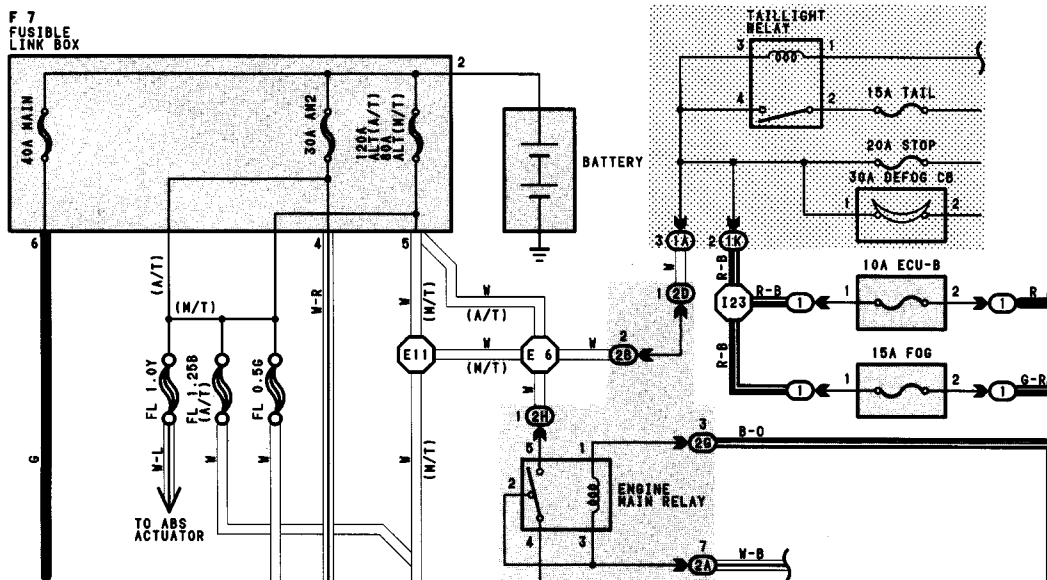 F 7
FUSIBLE
LINK BOX
2
40A MAIN
30A AM2
120A
ALT(A/T)
80A
ALT(M/T)
BATTERY
6
4
5
TAILLIGHT
RELAY
3
1
4
2
15A TAIL
20A STOP
30A DEFOG CB
1
2
3
1A
2
1K
W
R-B
1
2D
I23
R-B
1
10A ECU-B
1
2
1
R
R-B
1
15A FOG
1
2
1
G-R
(A/T)
(M/T)
W-R
W
(M/T)
W
(A/T)
E11
W
(M/T)
E 6
W
2
2B
W
1
2H
FL 1.0Y
FL 1.25B
(A/T)
FL 0.5G
G
W-L
W
W
W
(M/T)
TO ABS
ACTUATOR
5
1
2
4
3
ENGINE
MAIN RELAY
3
2G
B-O
7
2A
W-B